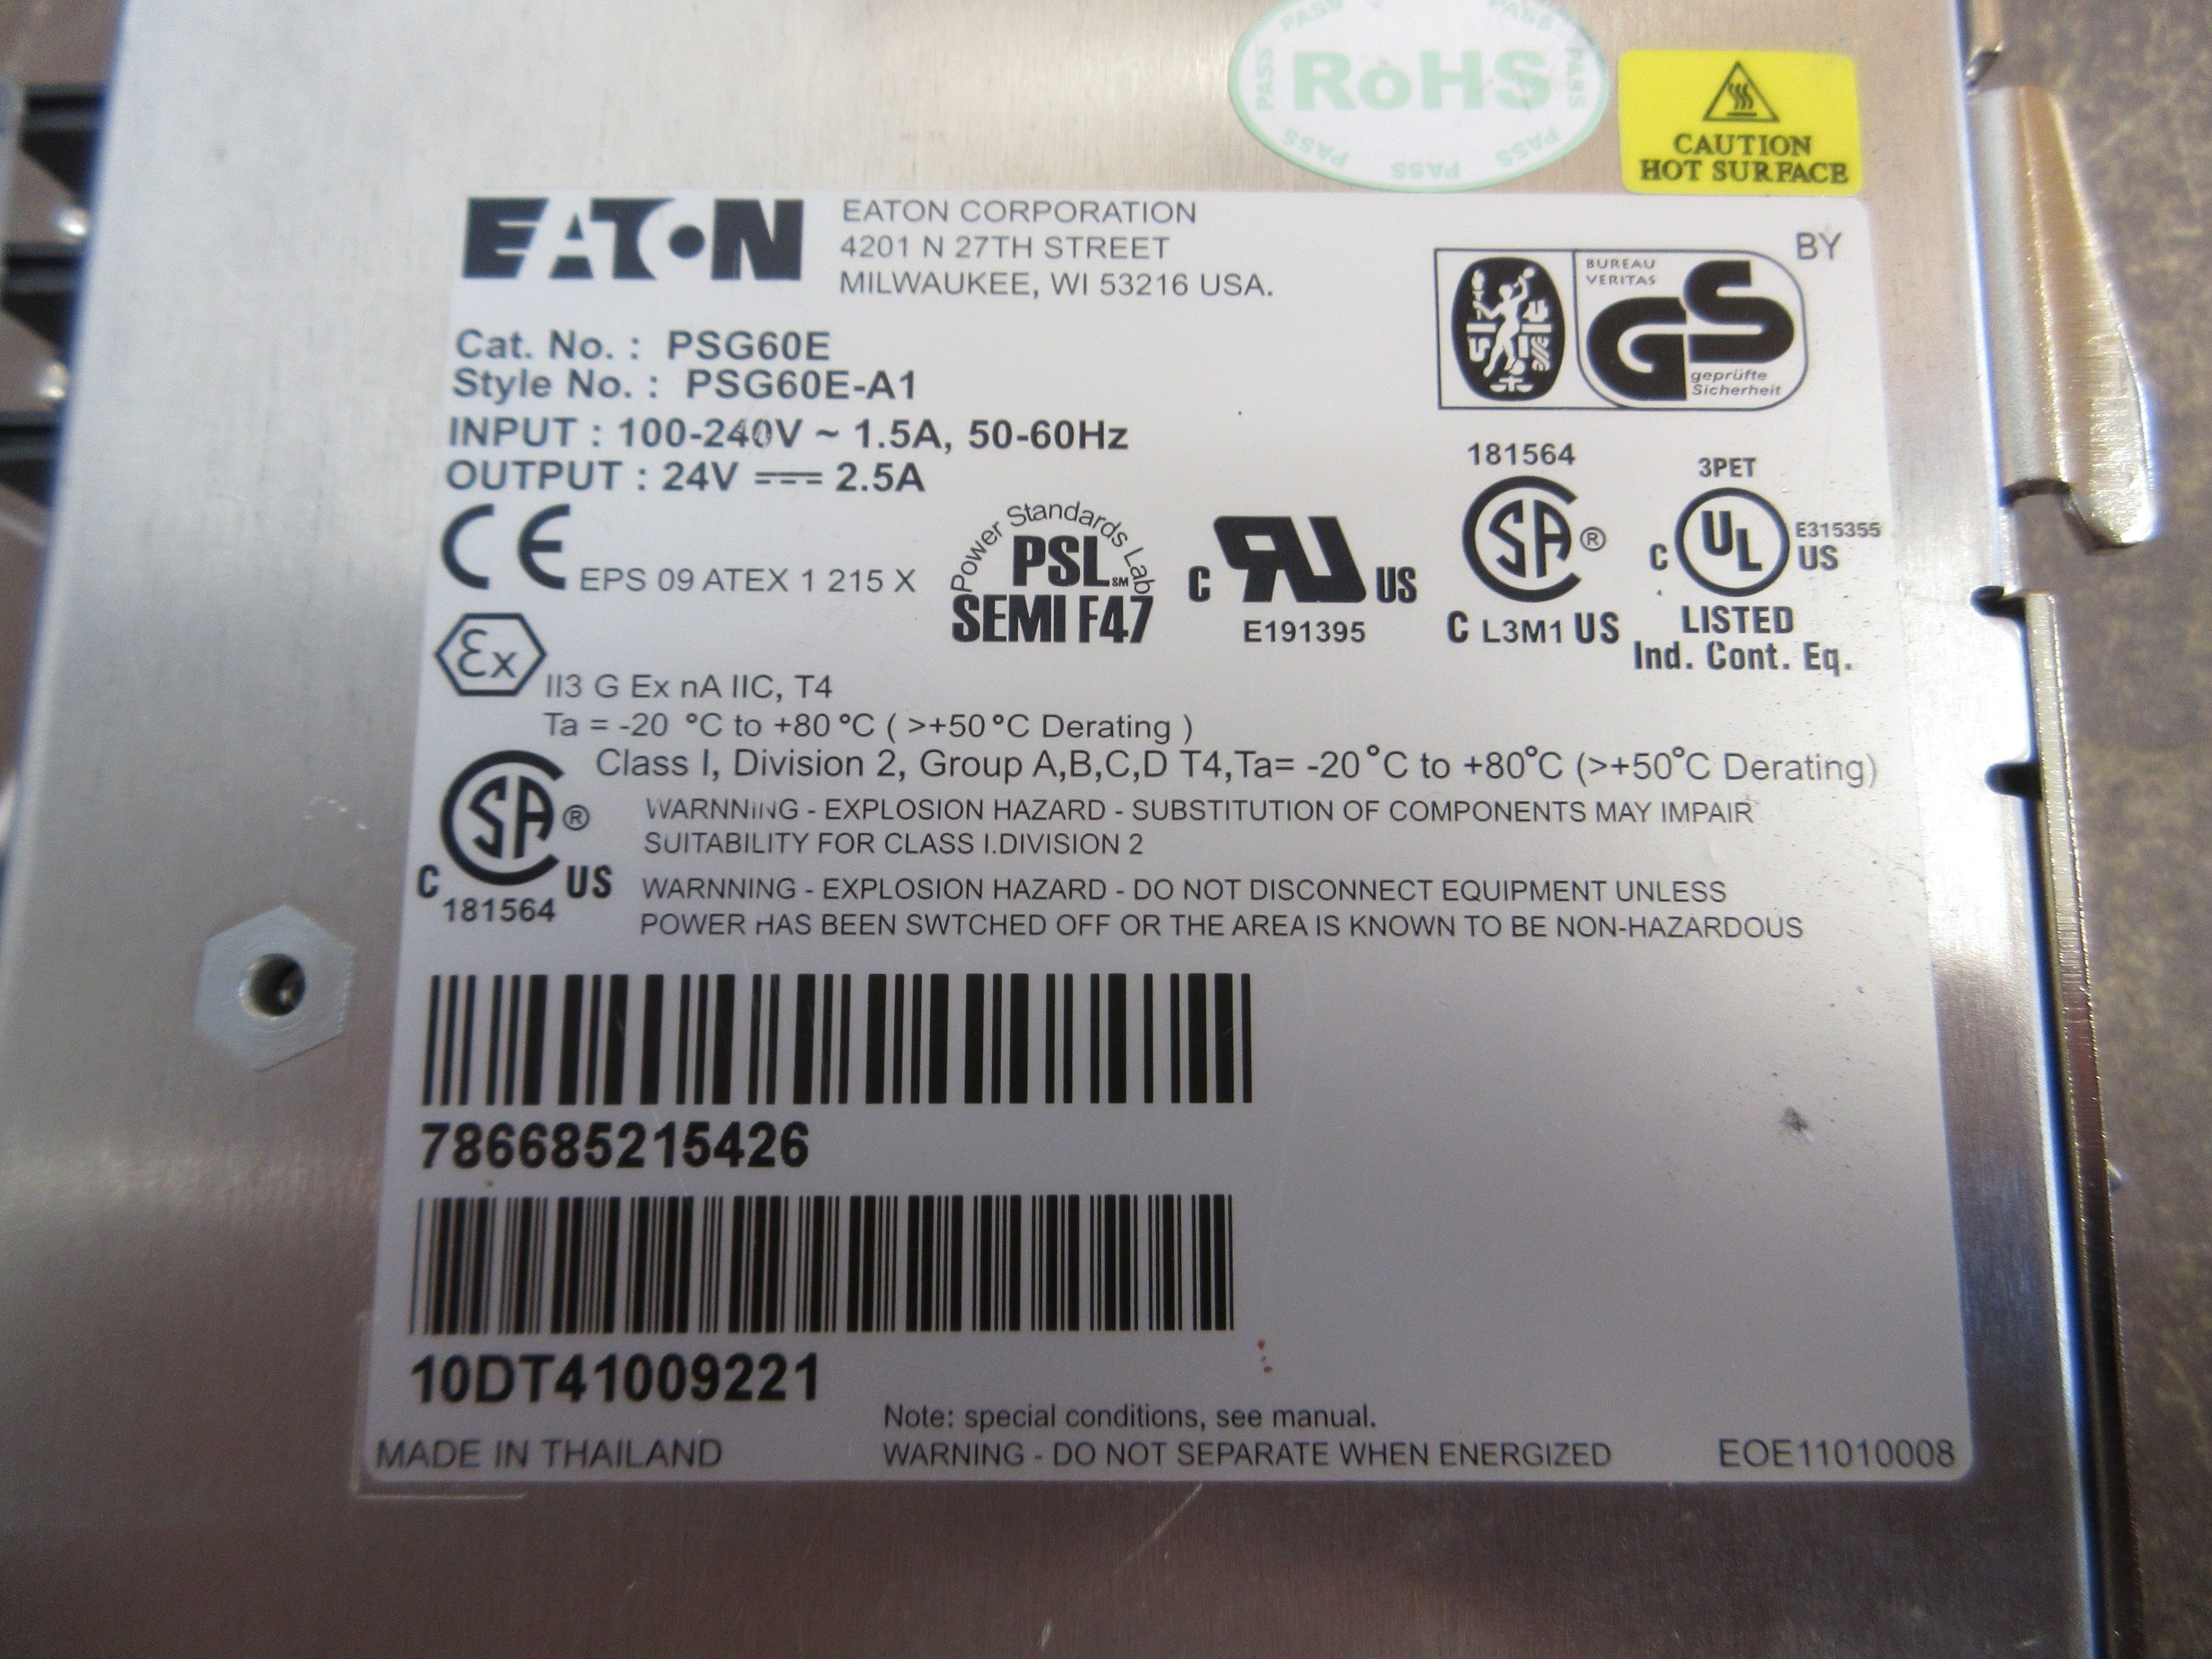 PASS PASS PASS PASS PASS PASS PASS PASS
RoHS
CAUTION
HOT SURFACE
EATON
EATON CORPORATION
4201 N 27TH STREET
MILWAUKEE, WI 53216 USA.
BY
BUREAU
VERITAS
GS
geprüfte
Sicherheit
Cat. No. : PSG60E
Style No. : PSG60E-A1
INPUT : 100-240V ~ 1.5A, 50-60Hz
OUTPUT : 24V ⎓ 2.5A
CE EPS 09 ATEX 1 215 X
Power Standards Lab
PSL SM
SEMI F47
C RU US
E191395
181564
SA ®
C L3M1 US
3PET
C UL US
E315355
LISTED
Ind. Cont. Eq.
Ex II3 G Ex nA IIC, T4
Ta = -20 °C to +80 °C ( >+50 °C Derating )
Class I, Division 2, Group A,B,C,D T4,Ta= -20°C to +80°C (>+50°C Derating)
SA ®
C US
181564
WARNNING - EXPLOSION HAZARD - SUBSTITUTION OF COMPONENTS MAY IMPAIR
SUITABILITY FOR CLASS I.DIVISION 2
WARNNING - EXPLOSION HAZARD - DO NOT DISCONNECT EQUIPMENT UNLESS
POWER HAS BEEN SWTCHED OFF OR THE AREA IS KNOWN TO BE NON-HAZARDOUS
786685215426
10DT41009221
Note: special conditions, see manual.
MADE IN THAILAND
WARNING - DO NOT SEPARATE WHEN ENERGIZED
EOE11010008